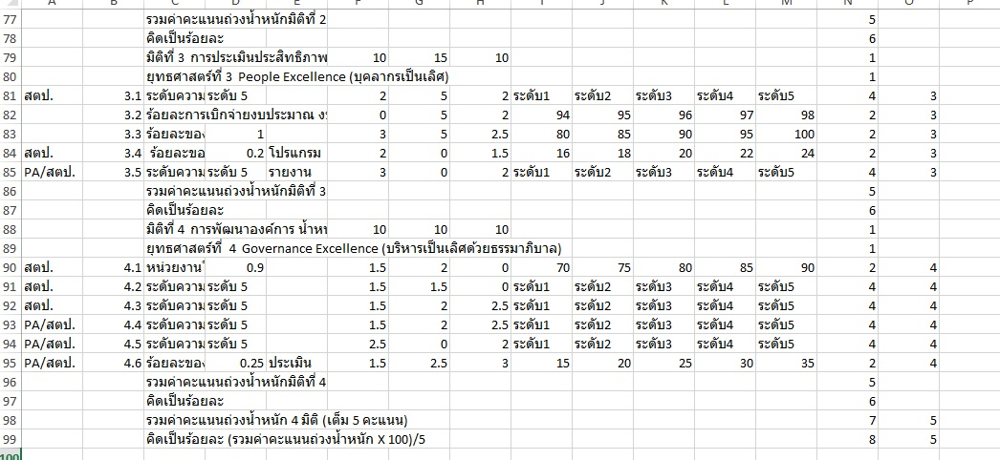 A B C D E F G H I J K L M N O P
77 รวมค่าคะแนนถ่วงน้ำหนักมิติที่ 2 5
78 คิดเป็นร้อยละ 6
79 มิติที่ 3 การประเมินประสิทธิภาพ 10 15 10 1
80 ยุทธศาสตร์ที่ 3 People Excellence (บุคลากรเป็นเลิศ) 1
81 สตป. 3.1 ระดับความ ระดับ 5 2 5 2 ระดับ1 ระดับ2 ระดับ3 ระดับ4 ระดับ5 4 3
82 3.2 ร้อยละการเบิกจ่ายงบประมาณ 0 5 2 94 95 96 97 98 2 3
83 3.3 ร้อยละของ 1 3 5 2.5 80 85 90 95 100 2 3
84 สตป. 3.4 ร้อยละขอ 0.2 โปรแกรม 2 0 1.5 16 18 20 22 24 2 3
85 PA/สตป. 3.5 ระดับความ ระดับ 5 รายงาน 3 0 2 ระดับ1 ระดับ2 ระดับ3 ระดับ4 ระดับ5 4 3
86 รวมค่าคะแนนถ่วงน้ำหนักมิติที่ 3 5
87 คิดเป็นร้อยละ 6
88 มิติที่ 4 การพัฒนาองค์การ 10 10 10 1
89 ยุทธศาสตร์ที่ 4 Governance Excellence (บริหารเป็นเลิศด้วยธรรมาภิบาล) 1
90 สตป. 4.1 หน่วยงาน 0.9 1.5 2 0 70 75 80 85 90 2 4
91 สตป. 4.2 ระดับความ ระดับ 5 1.5 1.5 0 ระดับ1 ระดับ2 ระดับ3 ระดับ4 ระดับ5 4 4
92 สตป. 4.3 ระดับความ ระดับ 5 1.5 2 2.5 ระดับ1 ระดับ2 ระดับ3 ระดับ4 ระดับ5 4 4
93 PA/สตป. 4.4 ระดับความ ระดับ 5 1.5 2 2.5 ระดับ1 ระดับ2 ระดับ3 ระดับ4 ระดับ5 4 4
94 PA/สตป. 4.5 ระดับความ ระดับ 5 2.5 0 2 ระดับ1 ระดับ2 ระดับ3 ระดับ4 ระดับ5 4 4
95 PA/สตป. 4.6 ร้อยละของ 0.25 ประเมิน 1.5 2.5 3 15 20 25 30 35 2 4
96 รวมค่าคะแนนถ่วงน้ำหนักมิติที่ 4 5
97 คิดเป็นร้อยละ 6
98 รวมค่าคะแนนถ่วงน้ำหนัก 4 มิติ (เต็ม 5 คะแนน) 7 5
99 คิดเป็นร้อยละ (รวมค่าคะแนนถ่วงน้ำหนัก X 100)/5 8 5
100